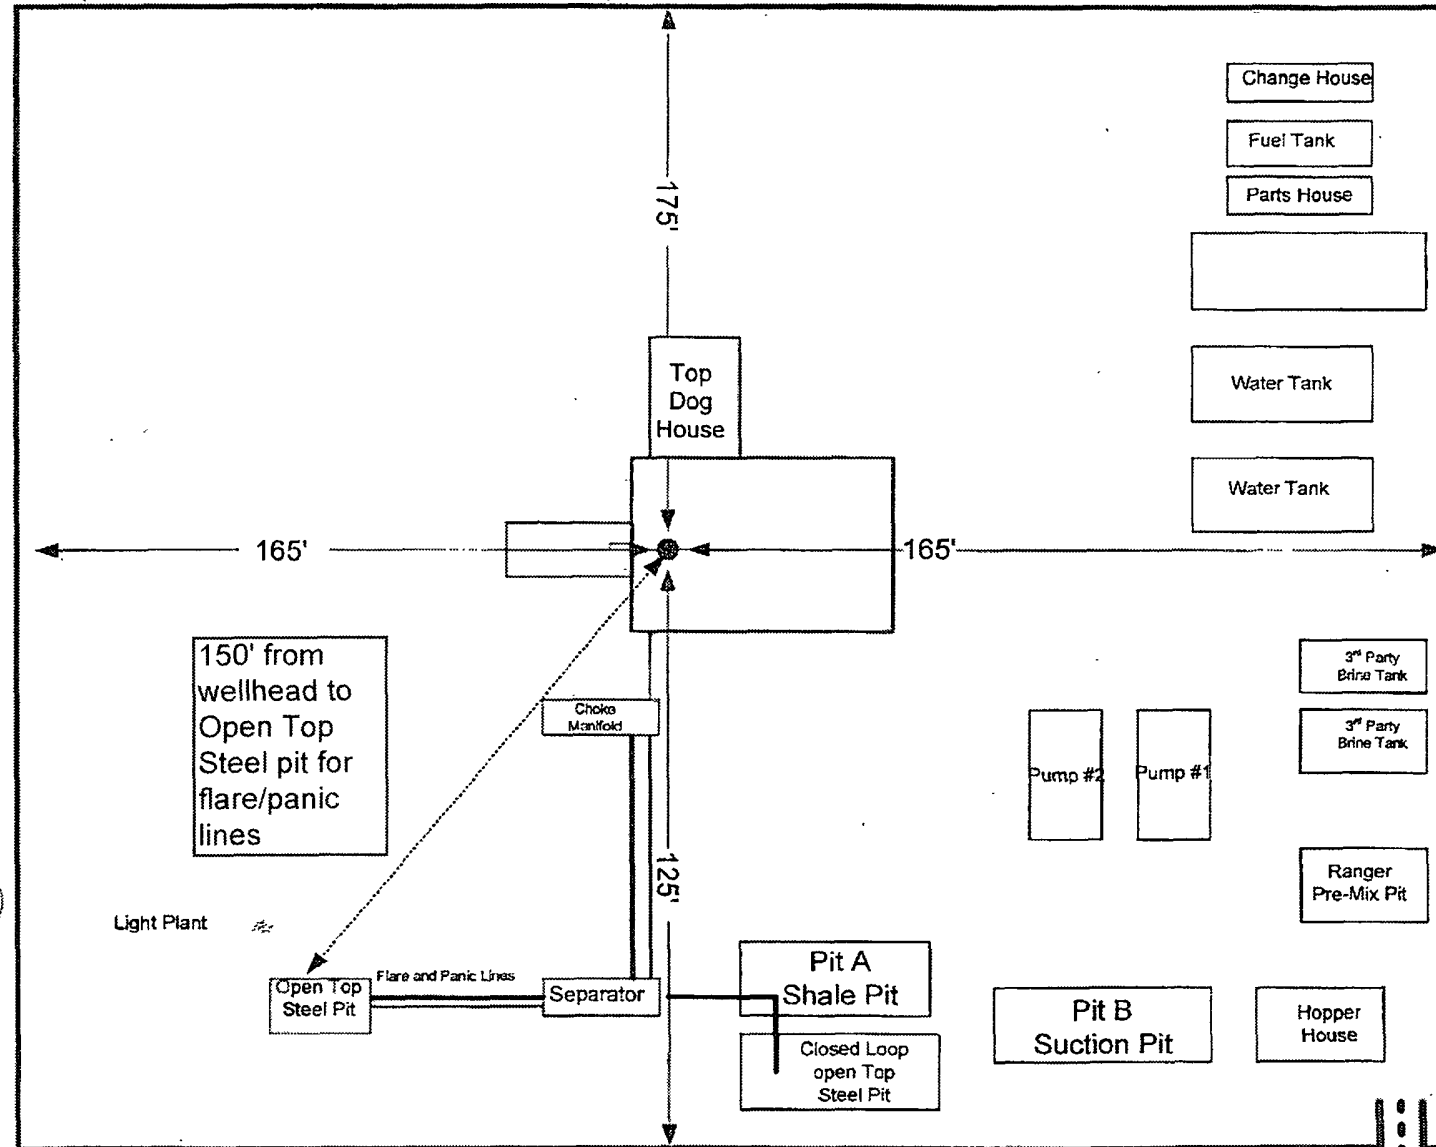 Change House
Fuel Tank
Parts House
175'
Top
Dog
House
Water Tank
Water Tank
165'
165'
150' from
wellhead to
Open Top
Steel pit for
flare/panic
lines
Choke
Manifold
3rd Party
Brine Tank
3rd Party
Brine Tank
Pump #2
Pump #1
125'
Ranger
Pre-Mix Pit
Light Plant
Open Top
Steel Pit
Flare and Panic Lines
Separator
Pit A
Shale Pit
Pit B
Suction Pit
Hopper
House
Closed Loop
open Top
Steel Pit